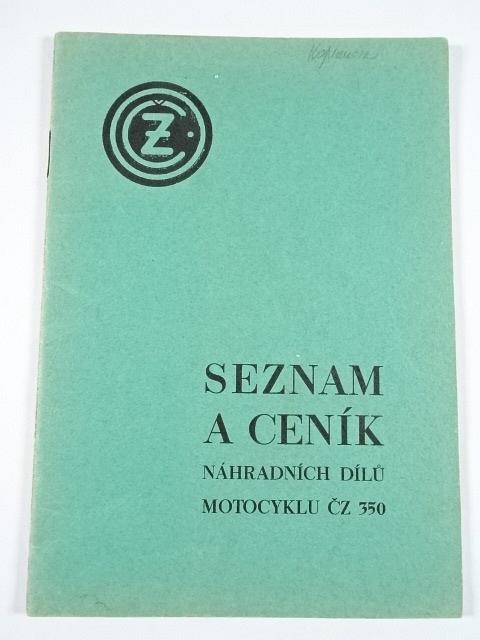 ČZ
SEZNAM
A CENÍK
NÁHRADNÍCH DÍLŮ
MOTOCYKLU ČZ 350